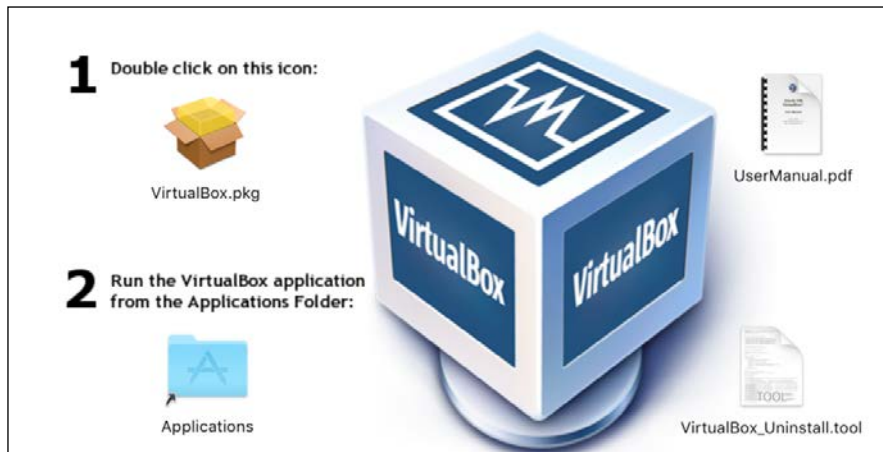 1
Double click on this icon:
VirtualBox.pkg
2
Run the VirtualBox application
from the Applications Folder:
Applications
VirtualBox
VirtualBox
UserManual.pdf
TOOL
VirtualBox_Uninstall.tool